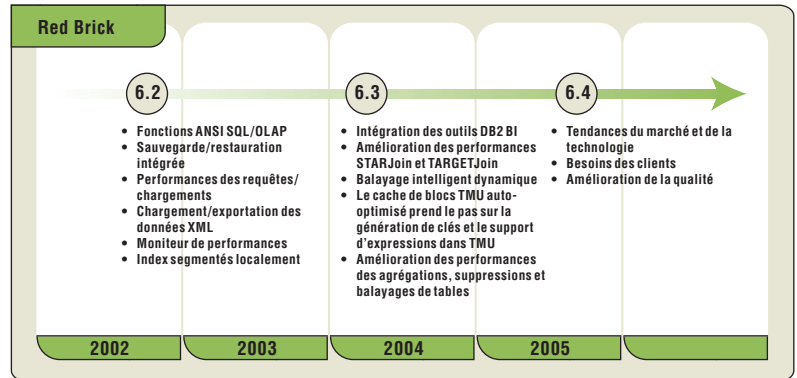 Red Brick
6.2
6.3
6.4
• Fonctions ANSI SQL/OLAP
• Sauvegarde/restauration
intégrée
• Performances des requêtes/
chargements
• Chargement/exportation des
données XML
• Moniteur de performances
• Index segmentés localement
• Intégration des outils DB2 BI
• Amélioration des performances
STARJoin et TARGETJoin
• Balayage intelligent dynamique
• Le cache de blocs TMU auto-
optimisé prend le pas sur la
génération de clés et le support
d'expressions dans TMU
• Amélioration des performances
des agrégations, suppressions et
balayages de tables
• Tendances du marché et de la
technologie
• Besoins des clients
• Amélioration de la qualité
2002
2003
2004
2005